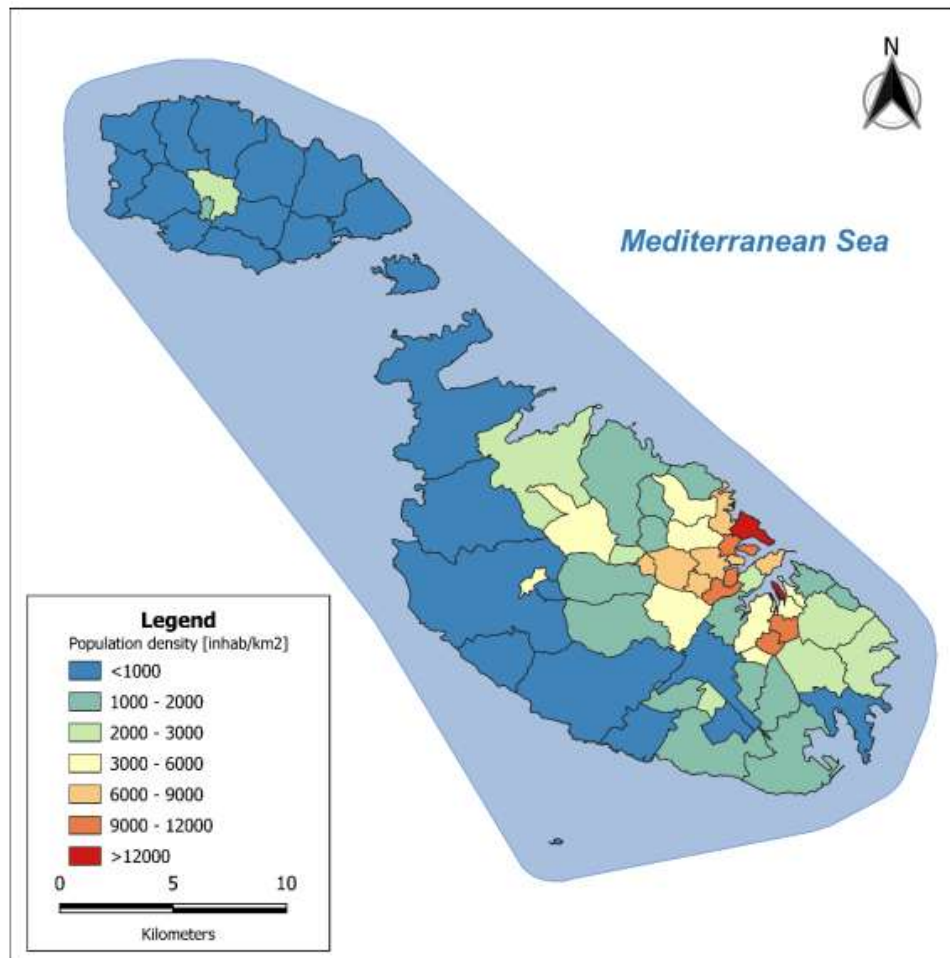 N
Mediterranean Sea
Legend
Population density [inhab/km2]
<1000
1000 - 2000
2000 - 3000
3000 - 6000
6000 - 9000
9000 - 12000
>12000
0 5 10
Kilometers